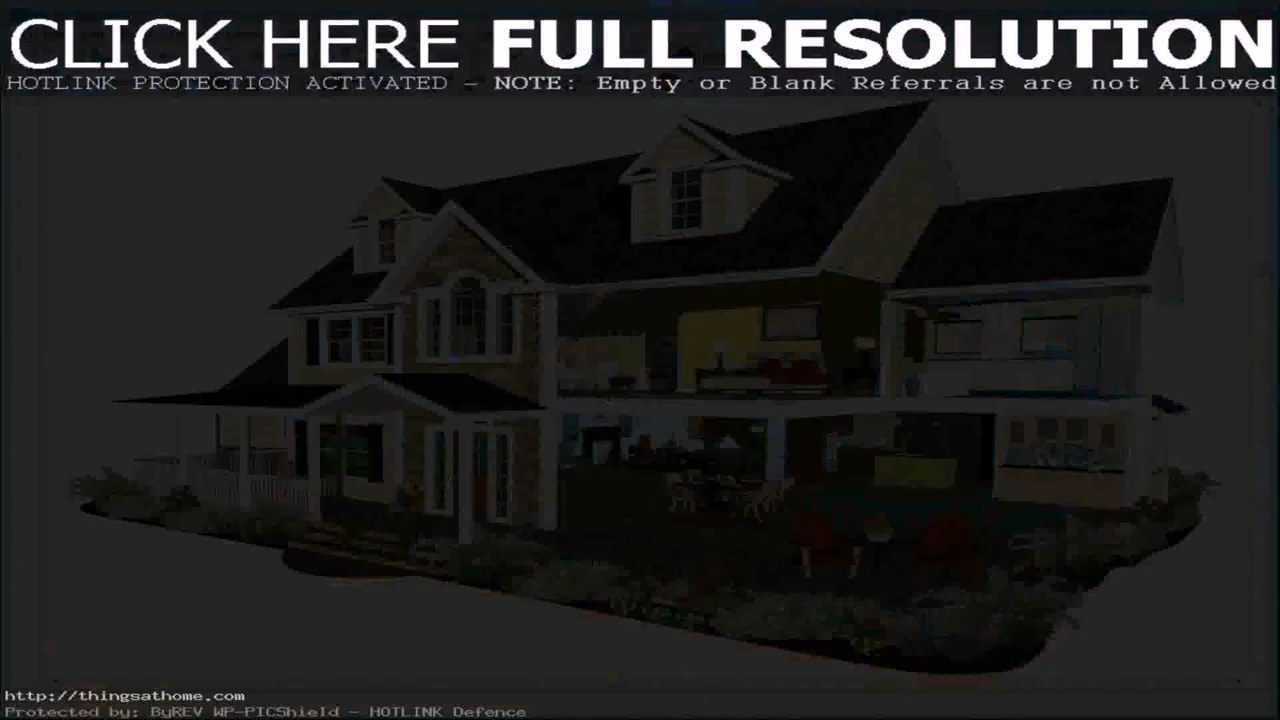 CLICK HERE FULL RESOLUTION
HOTLINK PROTECTION ACTIVATED - NOTE: Empty or Blank Referrals are not Allowed
http://thingsathome.com
Protected by: ByREV WP-PICShield - HOTLINK Defence